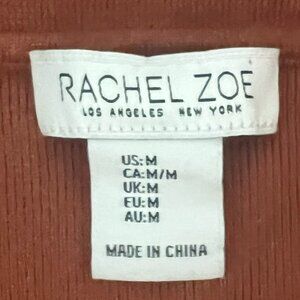 RACHEL ZOE
LOS ANGELES NEW YORK
US:M
CA:M/M
UK:M
EU:M
AU:M
MADE IN CHINA